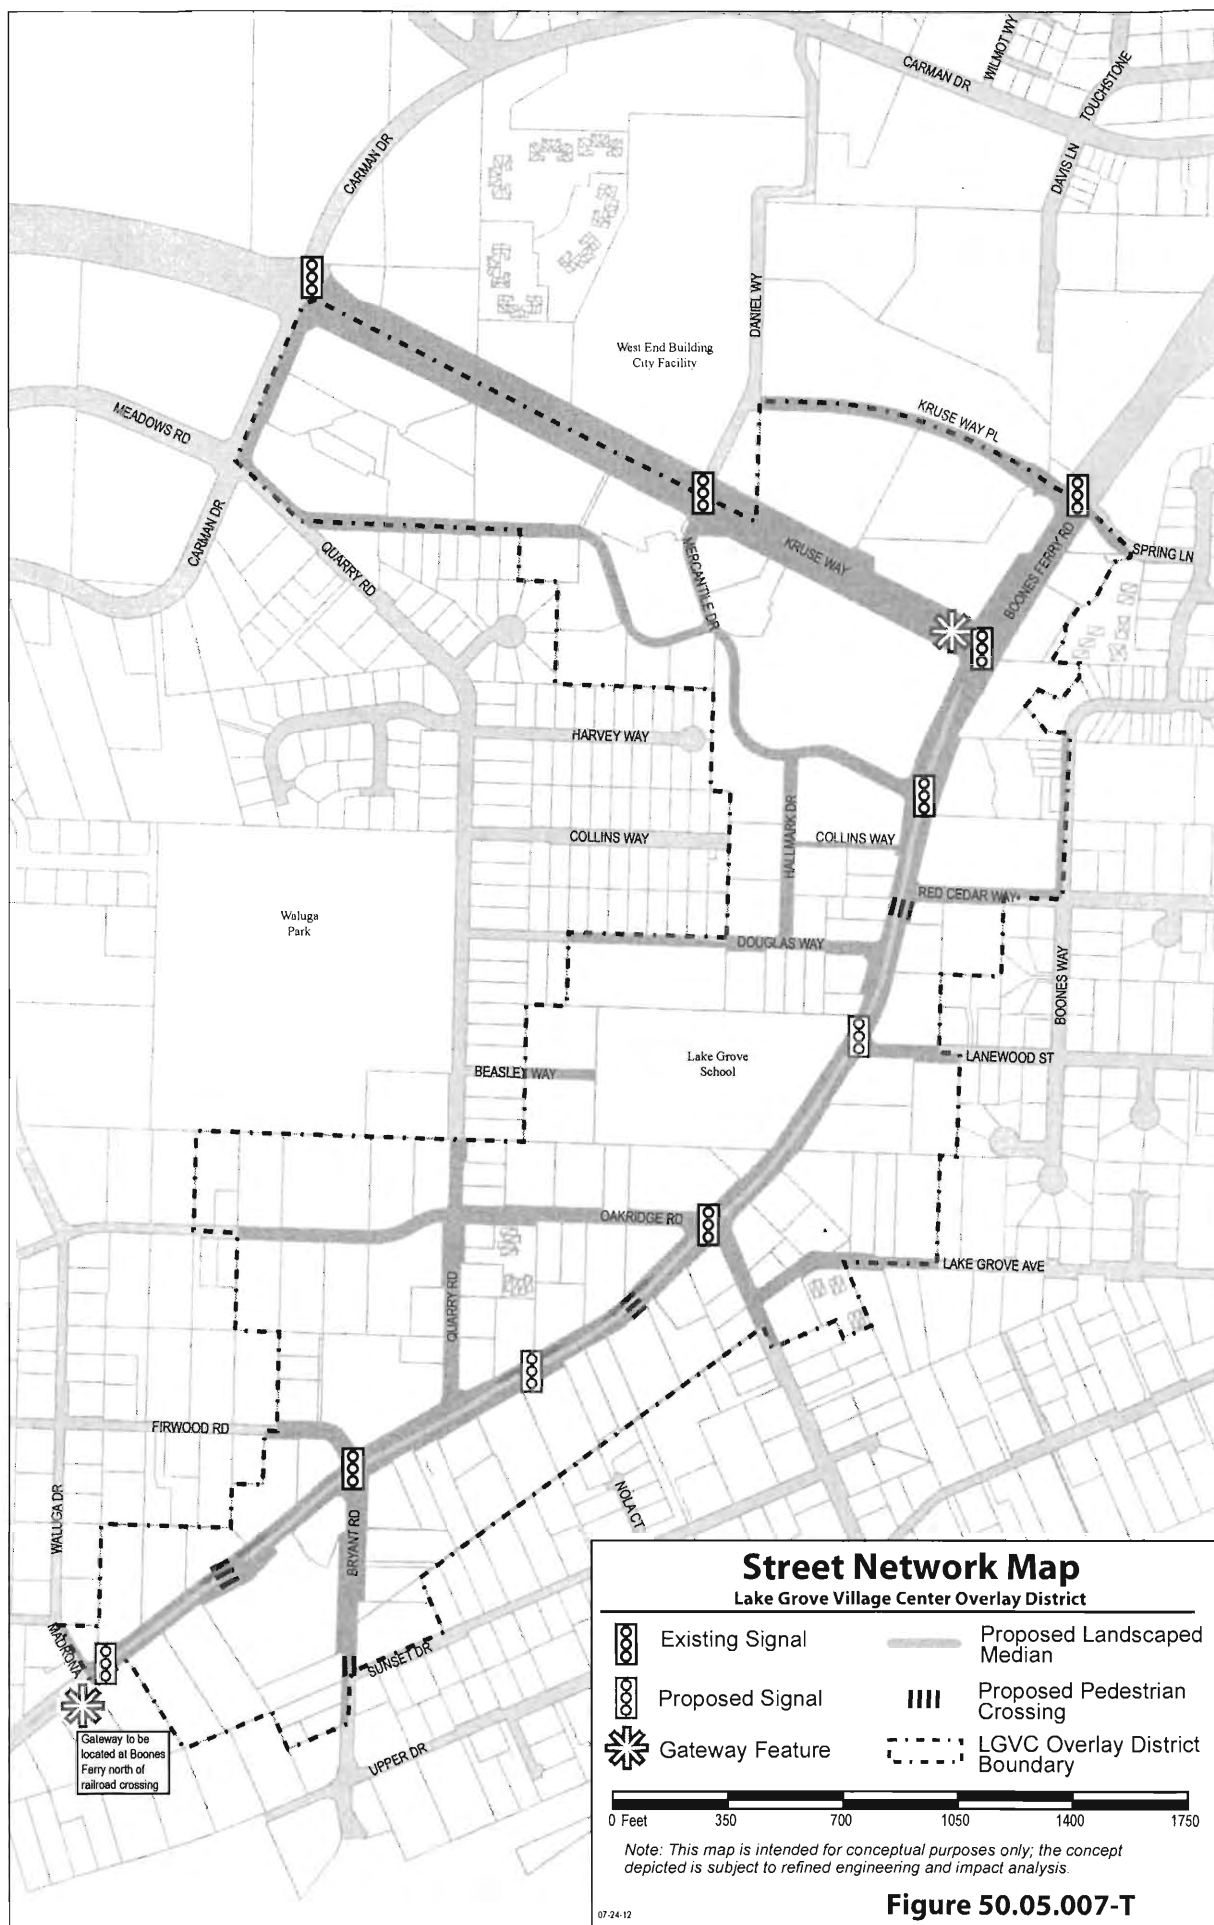 WILMOT WY
CARMAN DR
TOUCHSTONE
CARMAN DR
DAVIS LN
DANIEL WY
West End Building
City Facility
MEADOWS RD
KRUSE WAY PL
CARMAN DR
QUARRY RD
MERCANTILE DR
KRUSE WAY
BOONES FERRY RD
SPRING LN
HARVEY WAY
COLLINS WAY
HALLMARK DR
COLLINS WAY
RED CEDAR WAY
Waluga
Park
DOUGLAS WAY
BOONES WAY
Lake Grove
School
LANEWOOD ST
BEASLEY WAY
OAKRIDGE RD
LAKE GROVE AVE
QUARRY RD
FIRWOOD RD
WALUGA DR
NOLA CT
BRYANT RD
MADRONA
SUNSET DR
UPPER DR
Gateway to be
located at Boones
Ferry north of
railroad crossing
Street Network Map
Lake Grove Village Center Overlay District
Existing Signal
Proposed Landscaped
Median
Proposed Signal
Proposed Pedestrian
Crossing
Gateway Feature
LGVC Overlay District
Boundary
0 Feet 350 700 1050 1400 1750
Note: This map is intended for conceptual purposes only; the concept
depicted is subject to refined engineering and impact analysis.
Figure 50.05.007-T
07-24-12